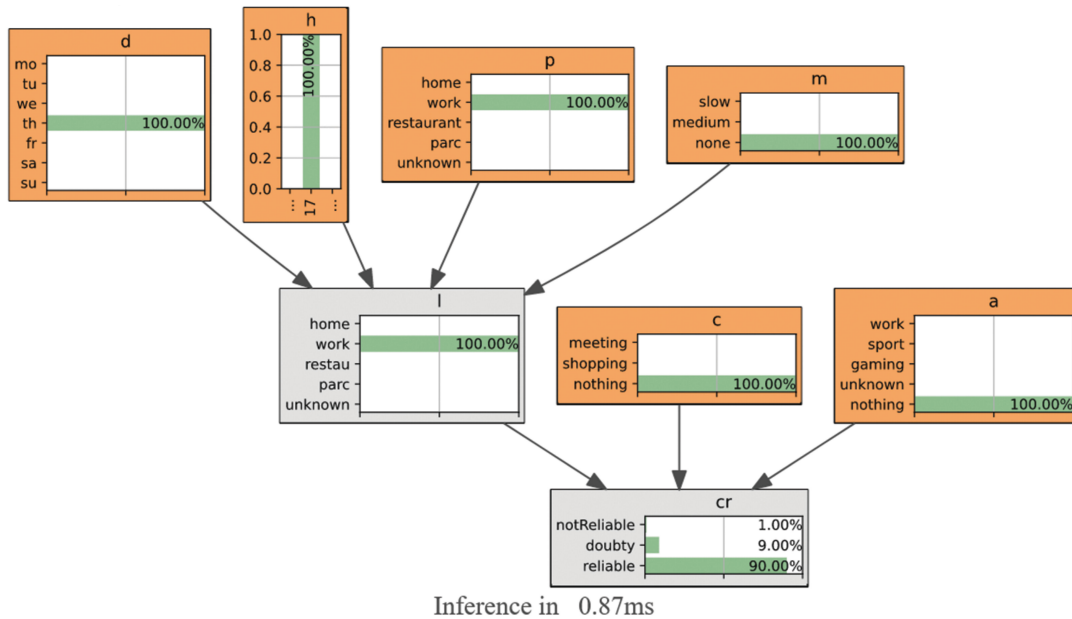 d
mo
tu
we
th 100.00%
fr
sa
su
h
1.0
0.8
0.6
0.4
0.2
0.0
100.00%
... 17 ...
p
home
work 100.00%
restaurant
parc
unknown
m
slow
medium
none 100.00%
l
home
work 100.00%
restau
parc
unknown
c
meeting
shopping
nothing 100.00%
a
work
sport
gaming
unknown
nothing 100.00%
cr
notReliable 1.00%
doubty 9.00%
reliable 90.00%
Inference in 0.87ms